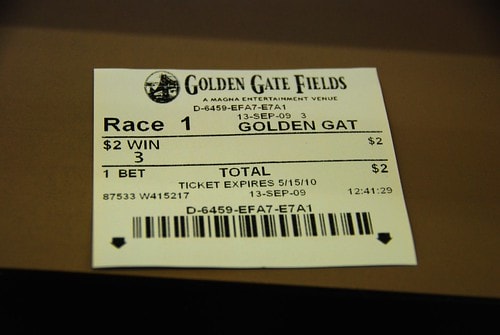 GOLDEN GATE FIELDS
A MAGNA ENTERTAINMENT VENUE
D-6459-EFA7-E7A1
13-SEP-09 3
Race 1 GOLDEN GAT
$2 WIN $2
3
1 BET TOTAL $2
TICKET EXPIRES 5/15/10
87533 W415217 13-SEP-09 12:41:29
D-6459-EFA7-E7A1